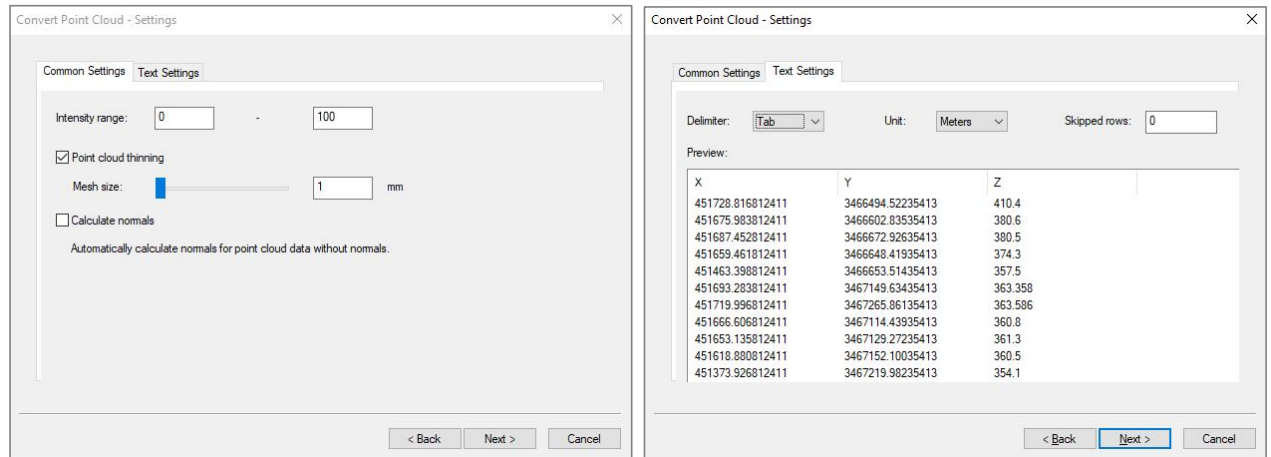 Convert Point Cloud - Settings
Common Settings Text Settings
Intensity range: 0 - 100
Point cloud thinning
Mesh size: 1 mm
Calculate normals
Automatically calculate normals for point cloud data without normals.
< Back Next > Cancel
Convert Point Cloud - Settings
Common Settings Text Settings
Delimiter: Tab Unit: Meters Skipped rows: 0
Preview:
X Y Z
451728.816812411 3466494.52235413 410.4
451675.983812411 3466602.83535413 380.6
451687.452812411 3466672.92635413 380.5
451659.461812411 3466648.41935413 374.3
451463.398812411 3466653.51435413 357.5
451693.283812411 3467149.63435413 363.358
451719.996812411 3467265.86135413 363.586
451666.606812411 3467114.43935413 360.8
451653.135812411 3467129.27235413 361.3
451618.880812411 3467152.10035413 360.5
451373.926812411 3467219.98235413 354.1
< Back Next > Cancel